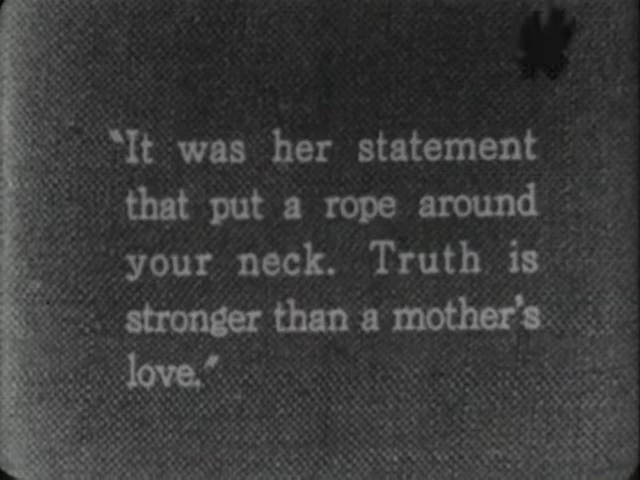 "It was her statement
that put a rope around
your neck. Truth is
stronger than a mother's
love."